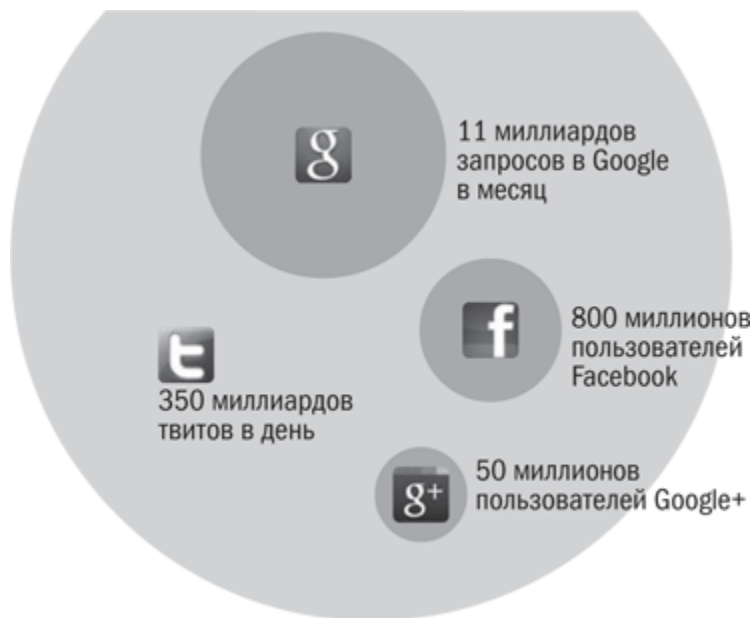 g
11 миллиардов
запросов в Google
в месяц
f
800 миллионов
пользователей
Facebook
t
350 миллиардов
твитов в день
g+
50 миллионов
пользователей Google+